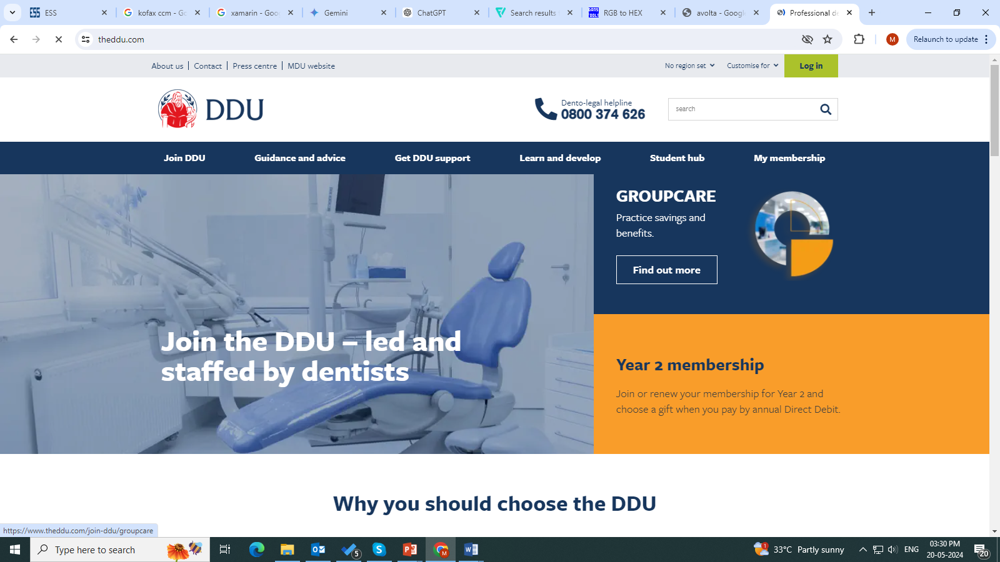 ESS
kofax ccm - Go
xamarin - Goo
Gemini
ChatGPT
Search results
RGB to HEX
avolta - Google
Professional de
theddu.com
M
Relaunch to update
About us
Contact
Press centre
MDU website
No region set
Customise for
Log in
DDU
Dento-legal helpline
0800 374 626
search
Join DDU
Guidance and advice
Get DDU support
Learn and develop
Student hub
My membership
Join the DDU – led and
staffed by dentists
GROUPCARE
Practice savings and
benefits.
Find out more
Year 2 membership
Join or renew your membership for Year 2 and
choose a gift when you pay by annual Direct Debit.
Why you should choose the DDU
https://www.theddu.com/join-ddu/groupcare
Type here to search
5
1
33°C Partly sunny
ENG
03:30 PM
20-05-2024
20